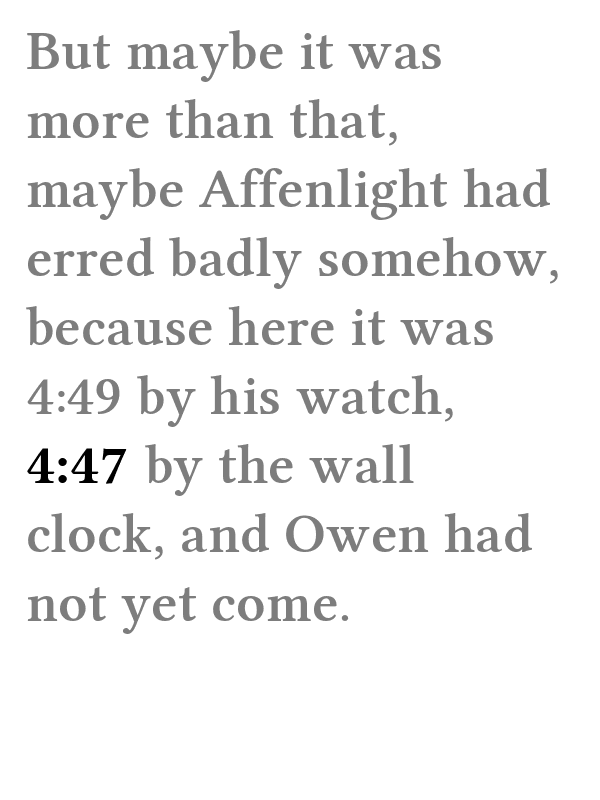 But maybe it was
more than that,
maybe Affenlight had
erred badly somehow,
because here it was
4:49 by his watch,
4:47 by the wall
clock, and Owen had
not yet come.